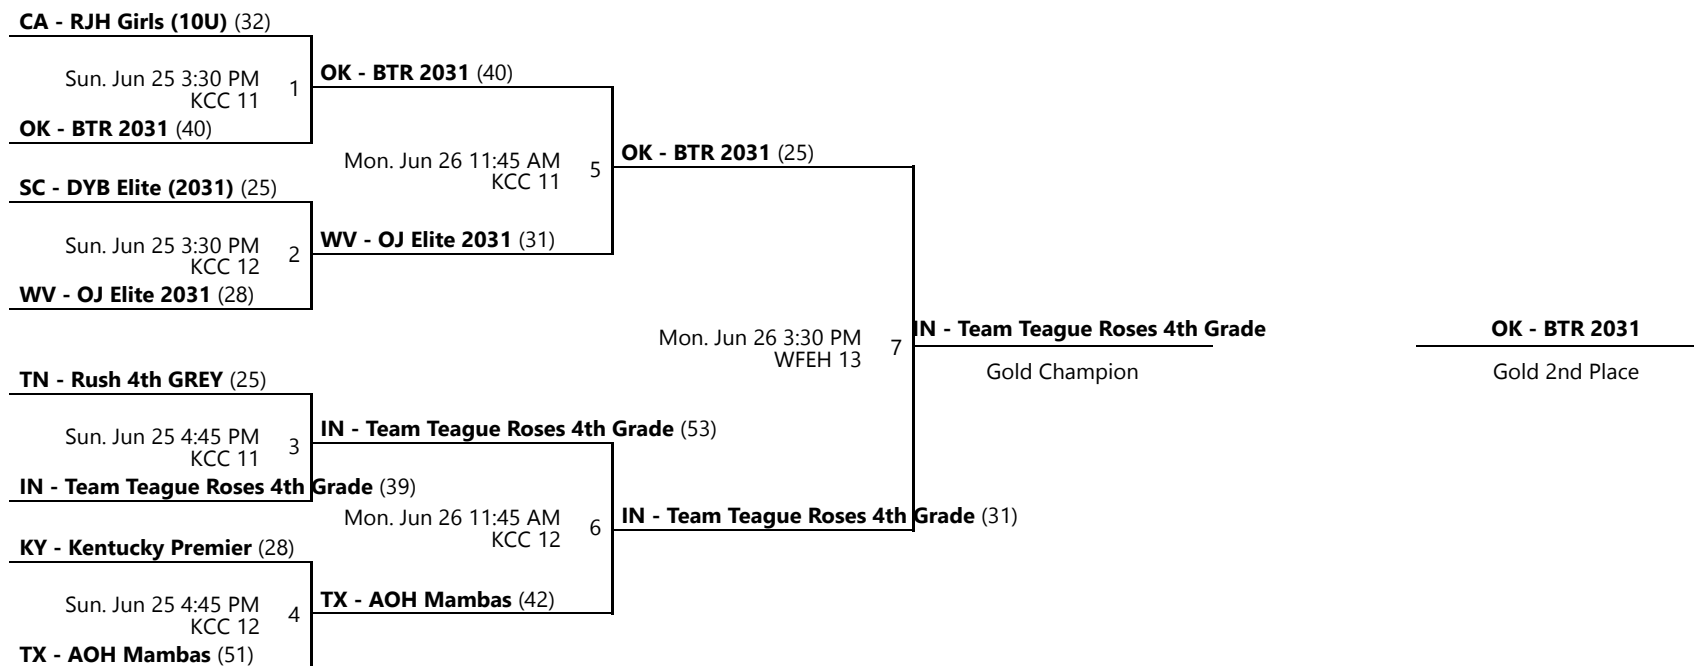 CA - RJH Girls (10U) (32)
Sun. Jun 25 3:30 PM
KCC 11
1
OK - BTR 2031 (40)
OK - BTR 2031 (40)
Mon. Jun 26 11:45 AM
KCC 11
5
OK - BTR 2031 (25)
SC - DYB Elite (2031) (25)
Sun. Jun 25 3:30 PM
KCC 12
2
WV - OJ Elite 2031 (31)
WV - OJ Elite 2031 (28)
Mon. Jun 26 3:30 PM
WFEH 13
7
IN - Team Teague Roses 4th Grade
Gold Champion
OK - BTR 2031
Gold 2nd Place
TN - Rush 4th GREY (25)
Sun. Jun 25 4:45 PM
KCC 11
3
IN - Team Teague Roses 4th Grade (53)
IN - Team Teague Roses 4th Grade (39)
Mon. Jun 26 11:45 AM
KCC 12
6
IN - Team Teague Roses 4th Grade (31)
KY - Kentucky Premier (28)
Sun. Jun 25 4:45 PM
KCC 12
4
TX - AOH Mambas (42)
TX - AOH Mambas (51)